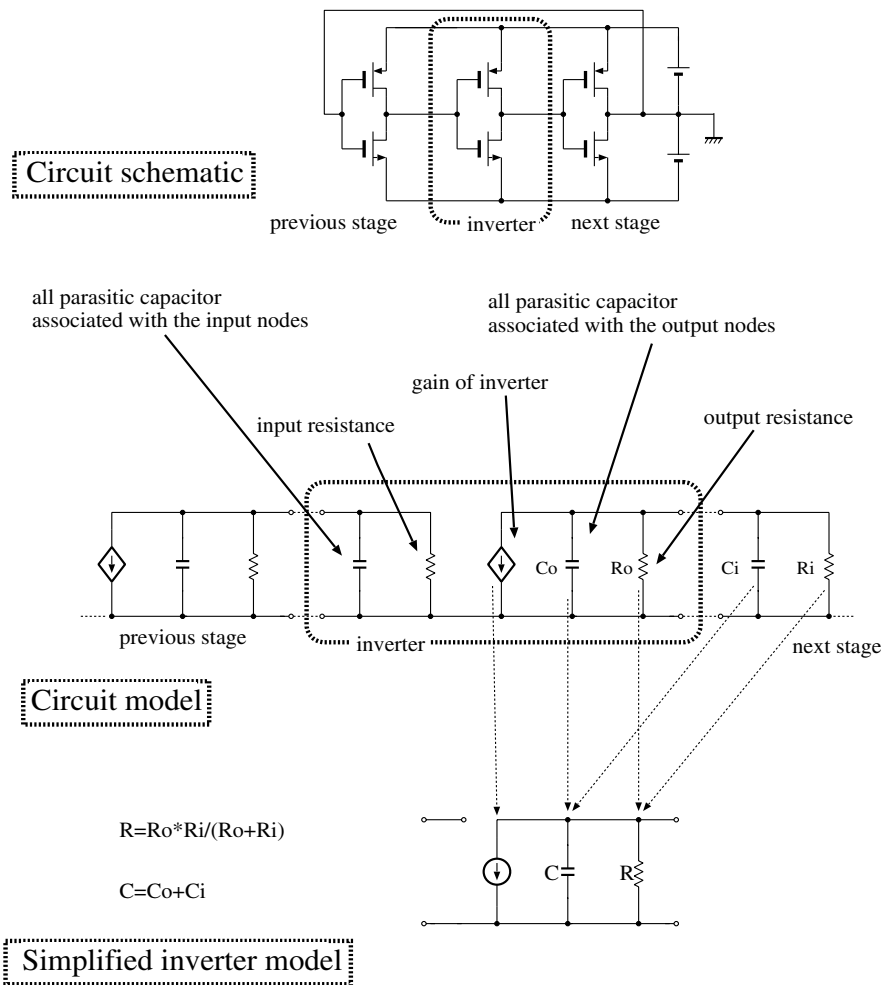 Circuit schematic
previous stage
inverter
next stage
all parasitic capacitor
associated with the input nodes
all parasitic capacitor
associated with the output nodes
gain of inverter
input resistance
output resistance
Co
Ro
Ci
Ri
previous stage
inverter
next stage
Circuit model
R=Ro*Ri/(Ro+Ri)
C=Co+Ci
C
R
Simplified inverter model